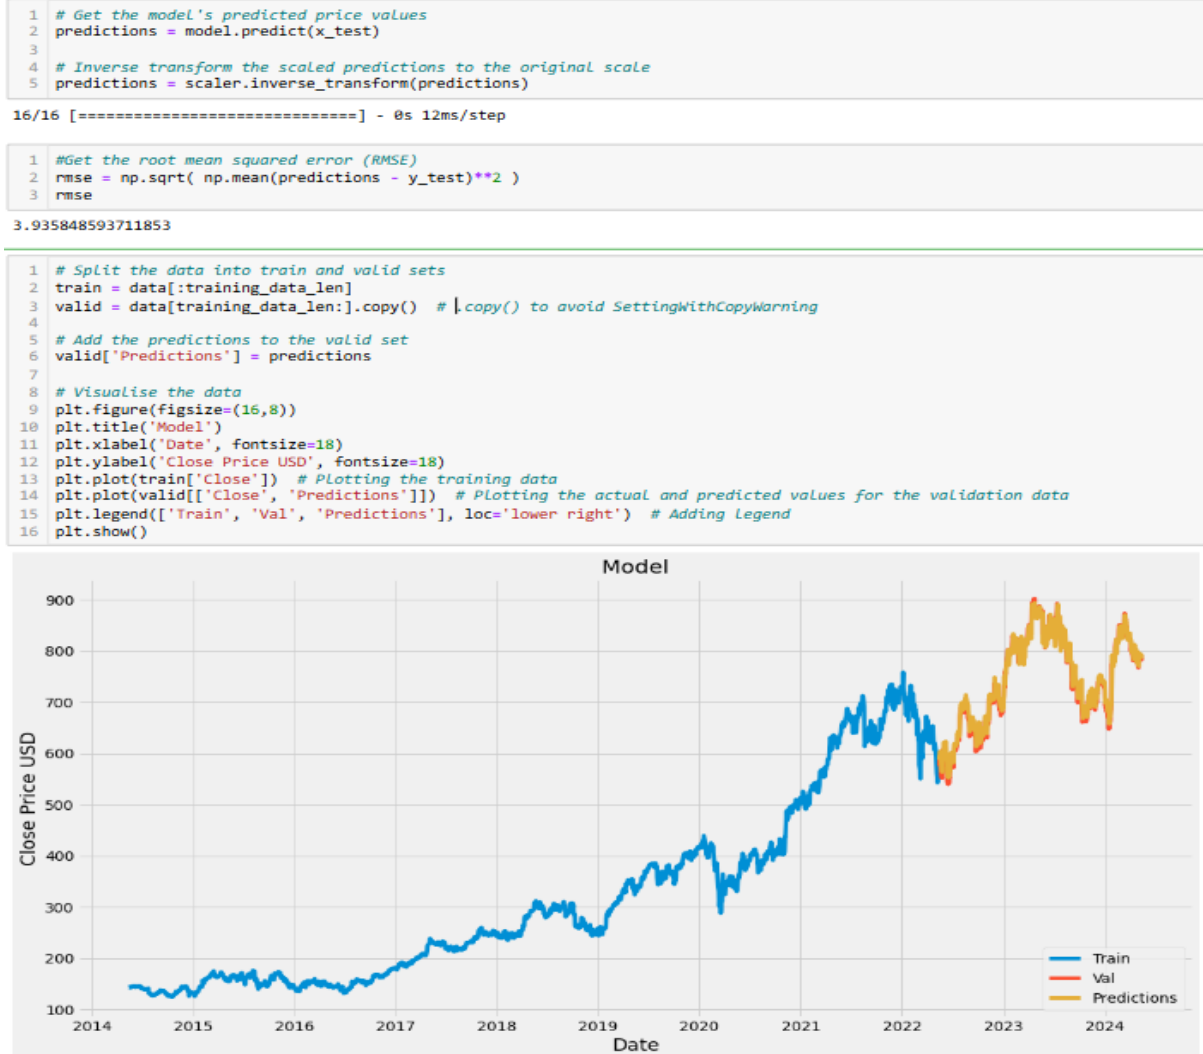 1 # Get the model's predicted price values
2 predictions = model.predict(x_test)
3
4 # Inverse transform the scaled predictions to the original scale
5 predictions = scaler.inverse_transform(predictions)
16/16 [==============================] - 0s 12ms/step
1 #Get the root mean squared error (RMSE)
2 rmse = np.sqrt( np.mean(predictions - y_test)**2 )
3 rmse
3.935848593711853
1 # Split the data into train and valid sets
2 train = data[:training_data_len]
3 valid = data[training_data_len:].copy()  # .copy() to avoid SettingWithCopyWarning
4
5 # Add the predictions to the valid set
6 valid['Predictions'] = predictions
7
8 # Visualise the data
9 plt.figure(figsize=(16,8))
10 plt.title('Model')
11 plt.xlabel('Date', fontsize=18)
12 plt.ylabel('Close Price USD', fontsize=18)
13 plt.plot(train['Close'])  # Plotting the training data
14 plt.plot(valid[['Close', 'Predictions']])  # Plotting the actual and predicted values for the validation data
15 plt.legend(['Train', 'Val', 'Predictions'], loc='lower right')  # Adding Legend
16 plt.show()
Model
900
800
700
600
500
400
300
200
100
Close Price USD
Train
Val
Predictions
2014 2015 2016 2017 2018 2019 2020 2021 2022 2023 2024
Date